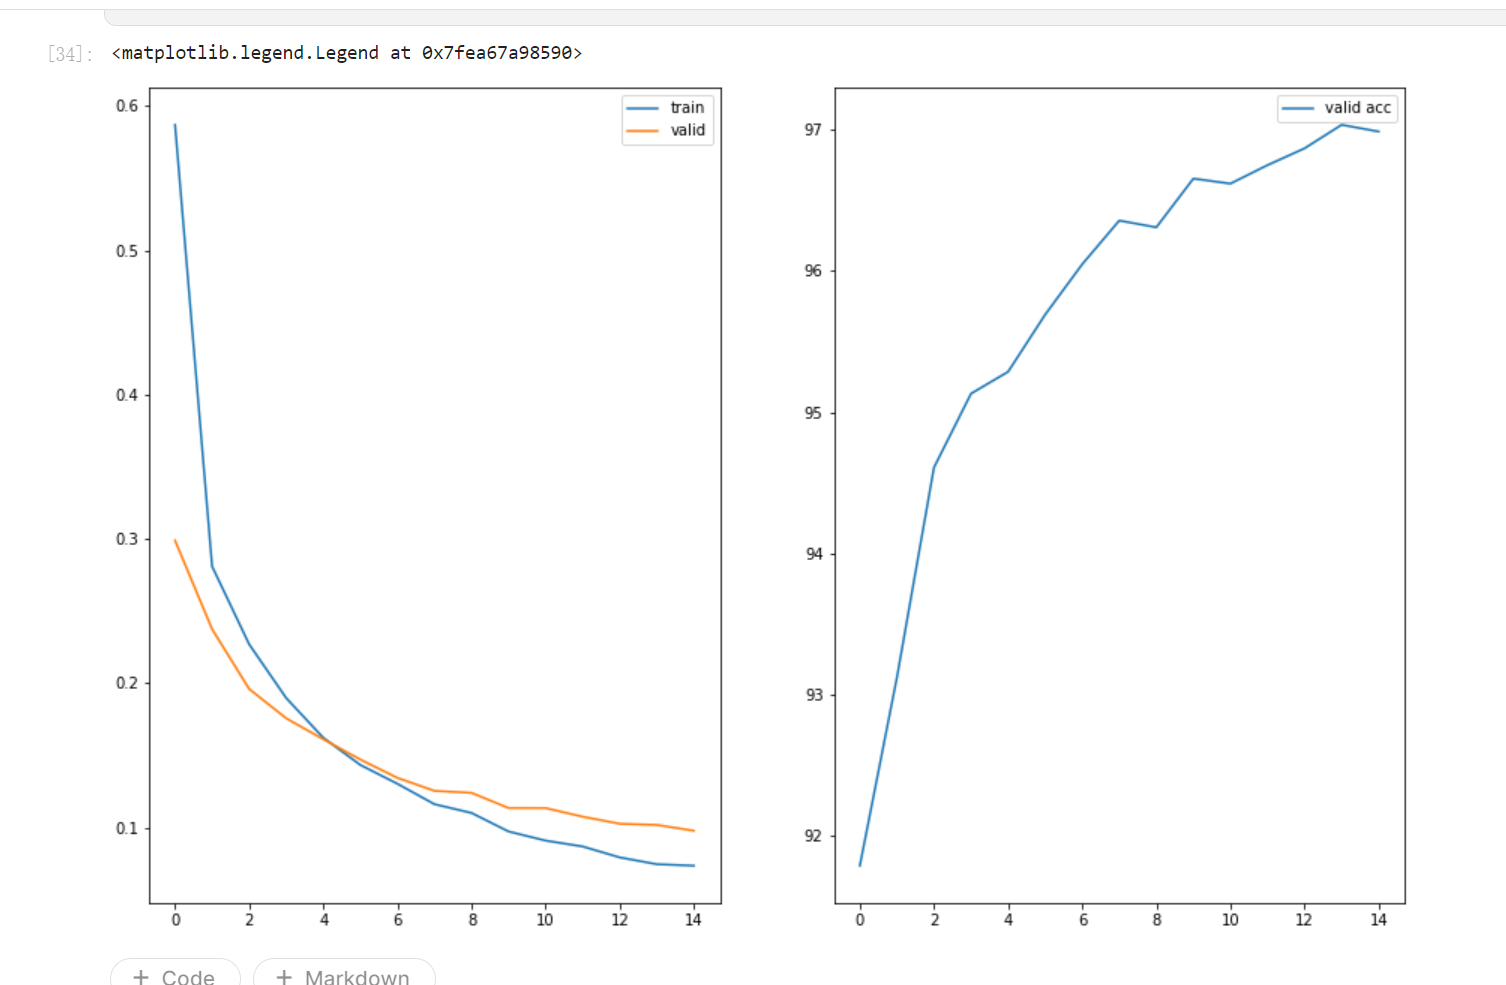 [34]: <matplotlib.legend.Legend at 0x7fea67a98590>
train
valid
0.6
0.5
0.4
0.3
0.2
0.1
0 2 4 6 8 10 12 14
valid acc
97
96
95
94
93
92
0 2 4 6 8 10 12 14
+ Code + Markdown